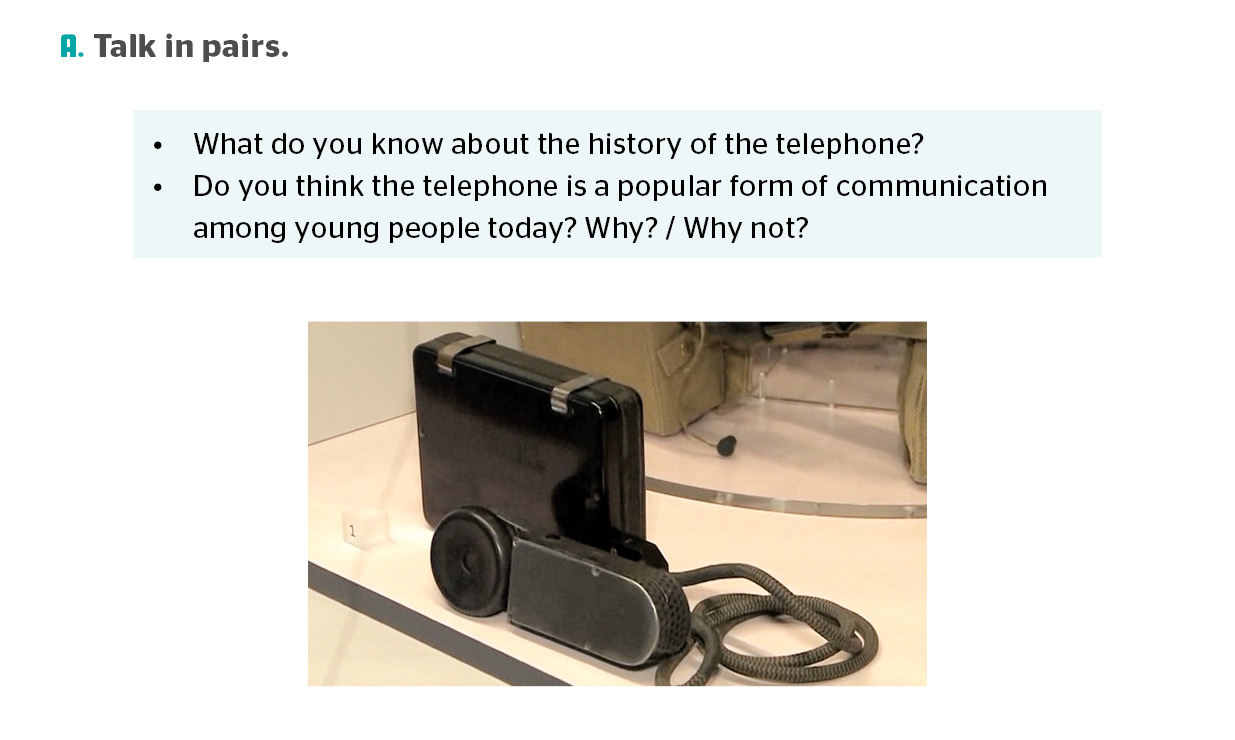 A. Talk in pairs.
• What do you know about the history of the telephone?
• Do you think the telephone is a popular form of communication
among young people today? Why? / Why not?
1